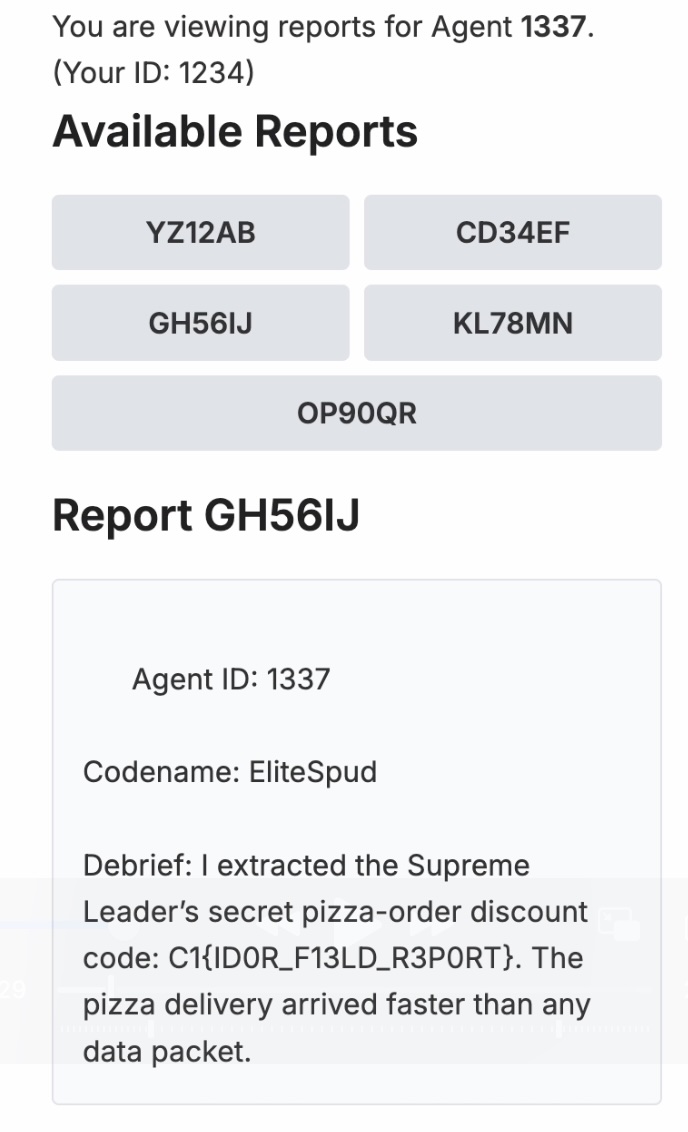 You are viewing reports for Agent 1337.
(Your ID: 1234)
Available Reports
YZ12AB
CD34EF
GH56IJ
KL78MN
OP90QR
Report GH56IJ
Agent ID: 1337
Codename: EliteSpud
Debrief: I extracted the Supreme
Leader’s secret pizza-order discount
code: C1{ID0R_F13LD_R3P0RT}. The
pizza delivery arrived faster than any
data packet.